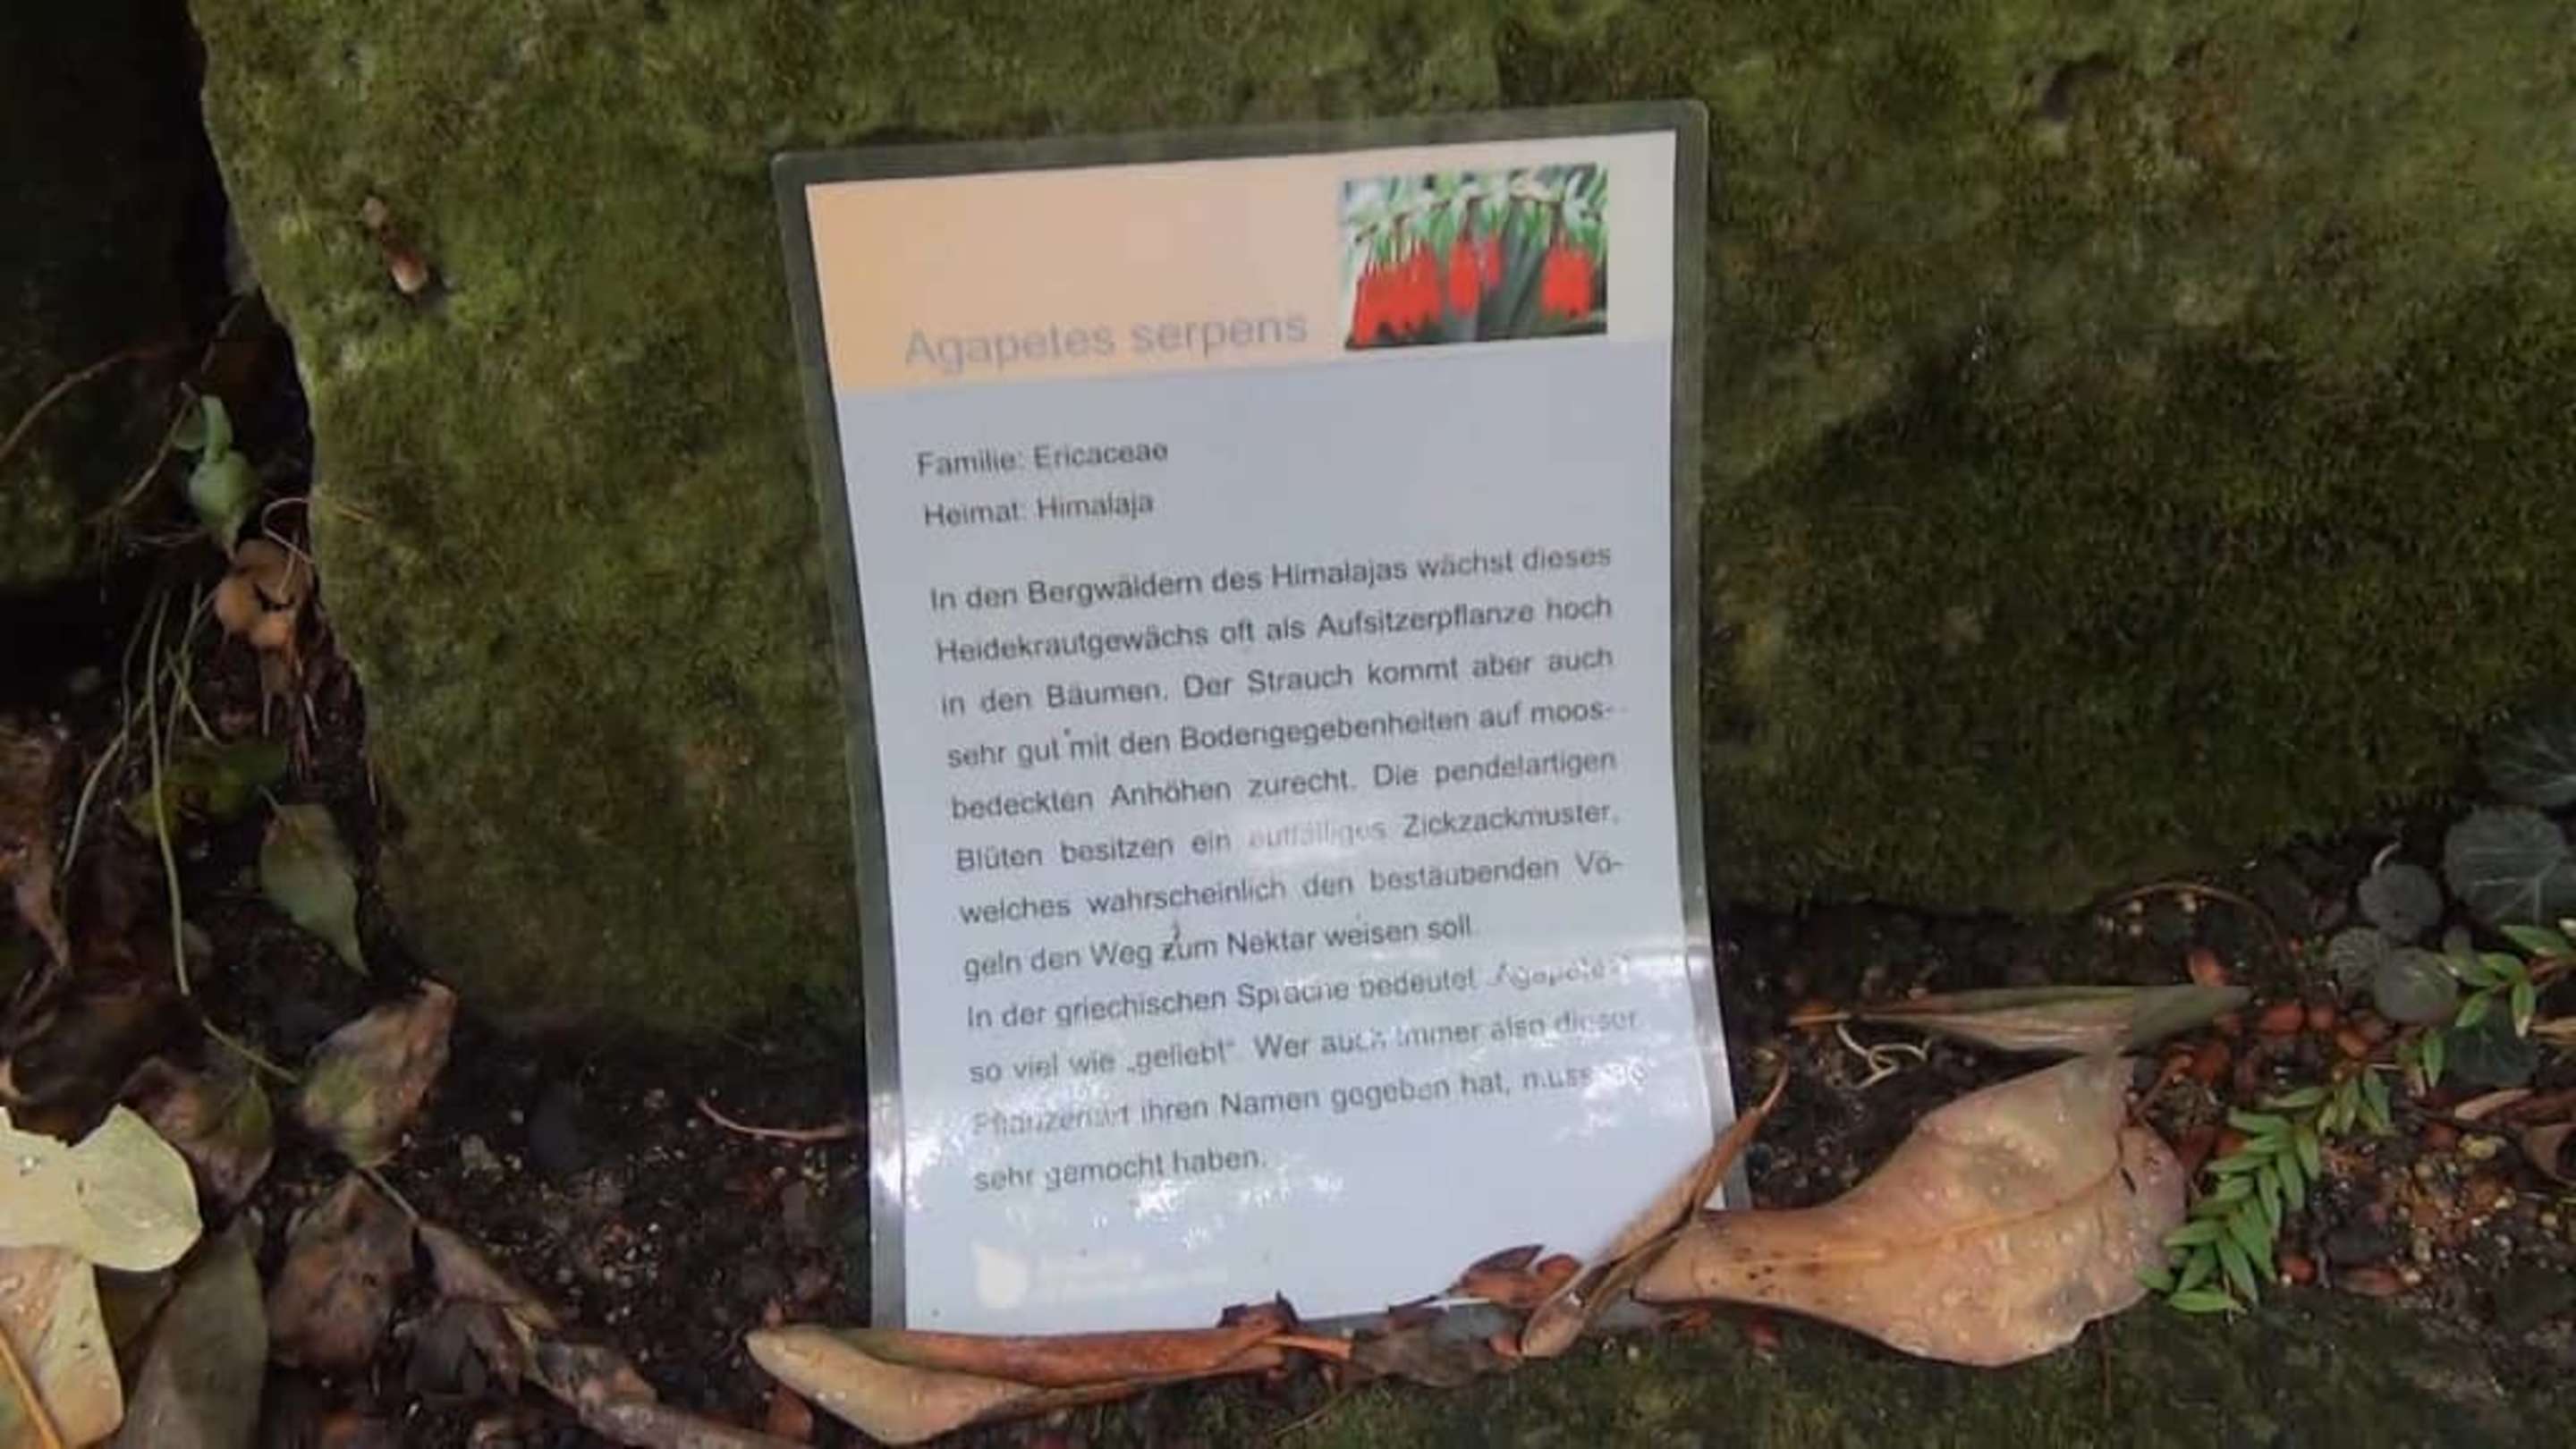 Agapetes serpens
Familie: Ericaceae
Heimat: Himalaja
In den Bergwäldern des Himalajas wächst dieses
Heidekrautgewächs oft als Aufsitzerpflanze hoch
in den Bäumen. Der Strauch kommt aber auch
sehr gut mit den Bodengegebenheiten auf moos-
bedeckten Anhöhen zurecht. Die pendelartigen
Blüten besitzen ein auffälliges Zickzackmuster,
welches wahrscheinlich den bestäubenden Vö-
geln den Weg zum Nektar weisen soll.
In der griechischen Sprache bedeutet „Agapetes"
so viel wie „geliebt". Wer auch immer also dieser
Pflanzenart ihren Namen gegeben hat, muss sie
sehr gemocht haben.